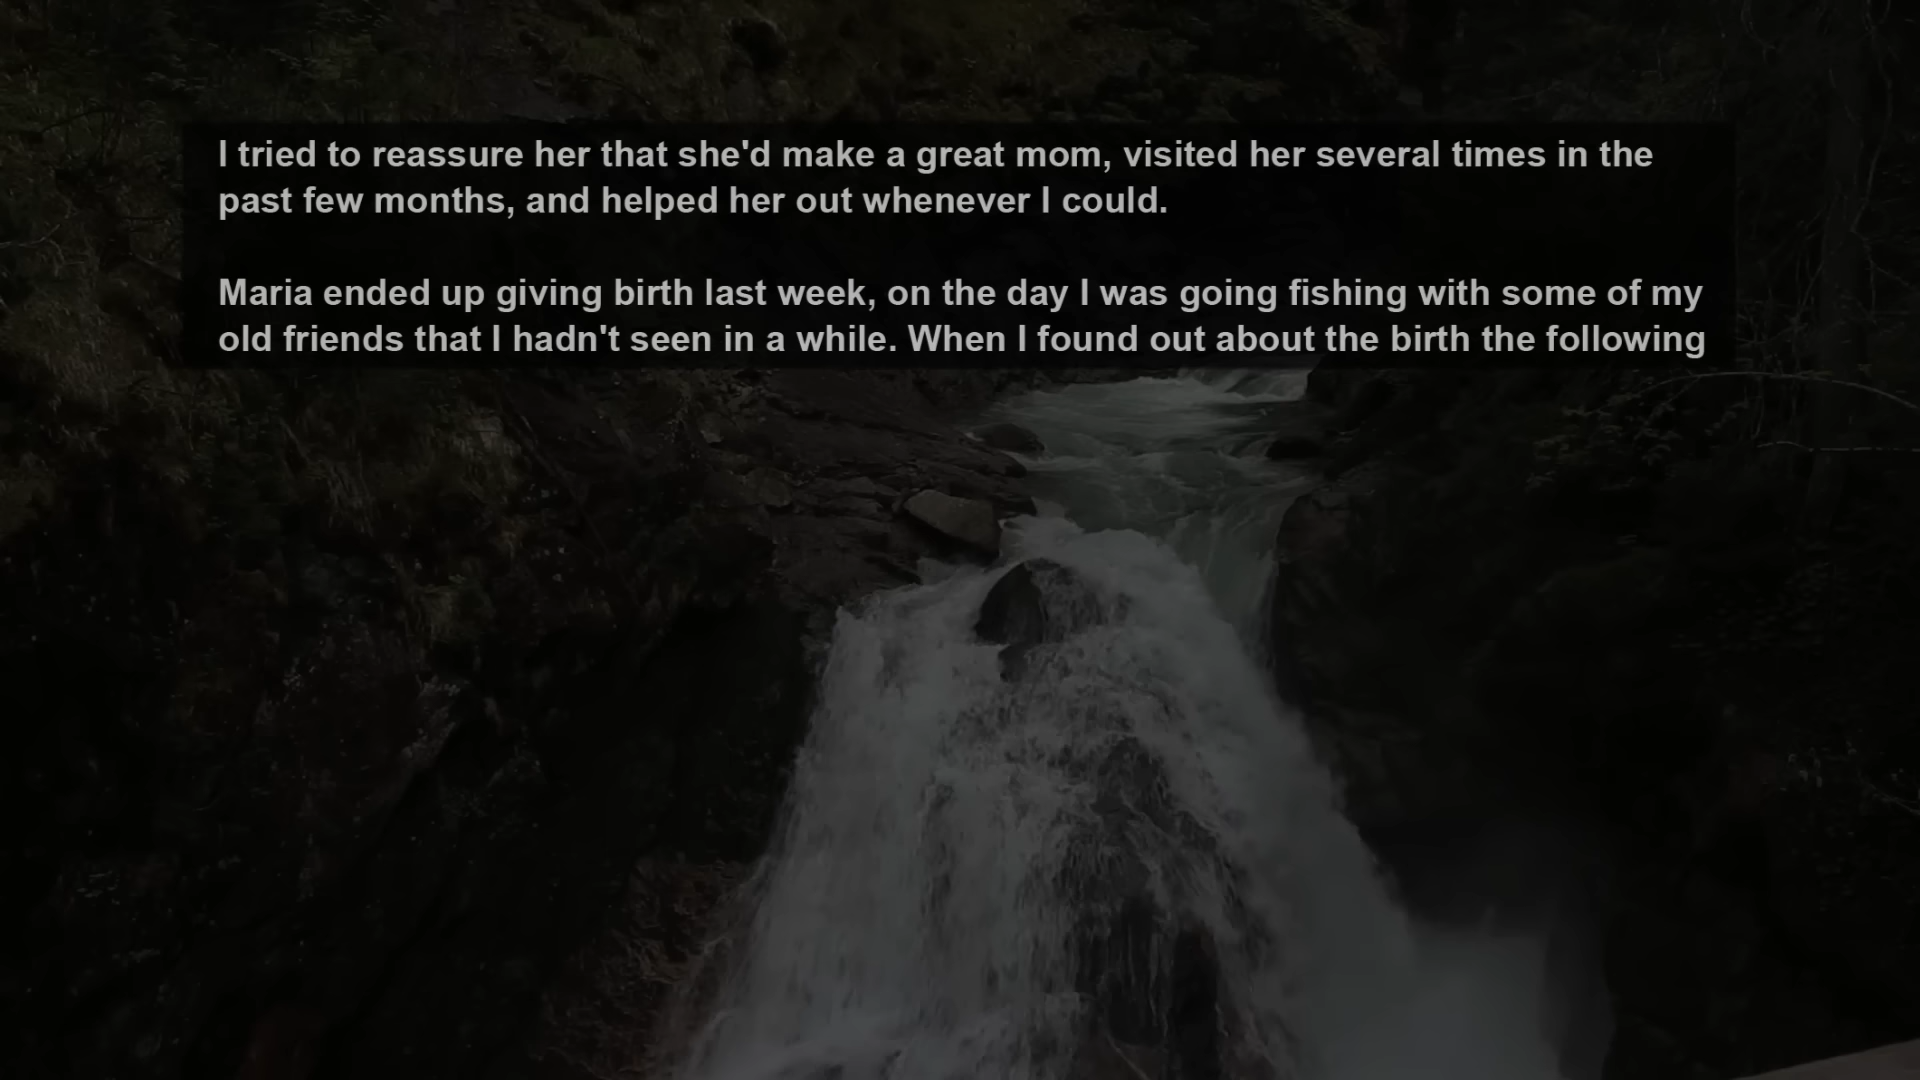 I tried to reassure her that she'd make a great mom, visited her several times in the
past few months, and helped her out whenever I could.
Maria ended up giving birth last week, on the day I was going fishing with some of my
old friends that I hadn't seen in a while. When I found out about the birth the following